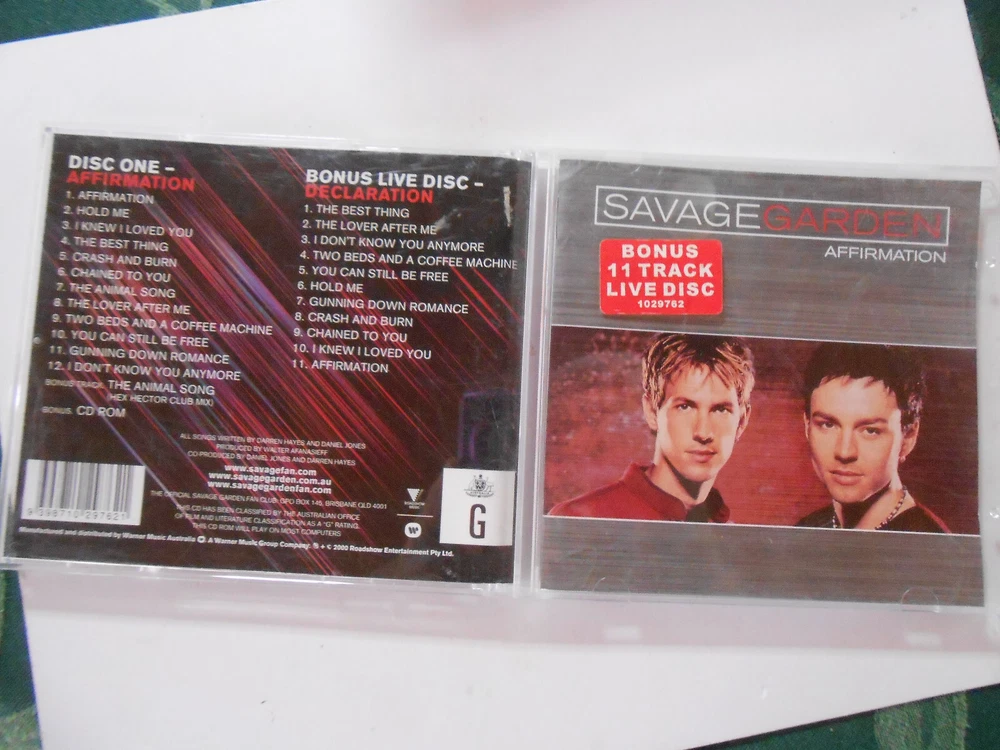 DISC ONE –
AFFIRMATION
1. AFFIRMATION
2. HOLD ME
3. I KNEW I LOVED YOU
4. THE BEST THING
5. CRASH AND BURN
6. CHAINED TO YOU
7. THE ANIMAL SONG
8. THE LOVER AFTER ME
9. TWO BEDS AND A COFFEE MACHINE
10. YOU CAN STILL BE FREE
11. GUNNING DOWN ROMANCE
12. I DON'T KNOW YOU ANYMORE
BONUS TRACK: THE ANIMAL SONG
(HEX HECTOR CLUB MIX)
BONUS: CD ROM
BONUS LIVE DISC –
DECLARATION
1. THE BEST THING
2. THE LOVER AFTER ME
3. I DON'T KNOW YOU ANYMORE
4. TWO BEDS AND A COFFEE MACHINE
5. YOU CAN STILL BE FREE
6. HOLD ME
7. GUNNING DOWN ROMANCE
8. CRASH AND BURN
9. CHAINED TO YOU
10. I KNEW I LOVED YOU
11. AFFIRMATION
ALL SONGS WRITTEN BY DARREN HAYES AND DANIEL JONES
PRODUCED BY WALTER AFANASIEFF
CO-PRODUCED BY DANIEL JONES AND DARREN HAYES
www.savagefan.com
www.savagegarden.com.au
www.savagegardenfan.com
THE OFFICIAL SAVAGE GARDEN FAN CLUB: GPO BOX 145, BRISBANE QLD 4001
THIS CD HAS BEEN CLASSIFIED BY THE AUSTRALIAN OFFICE
OF FILM AND LITERATURE CLASSIFICATION AS A "G" RATING.
THIS CD ROM WILL PLAY ON MOST COMPUTERS
ROADSHOW
MUSIC
G
9 398710 297621
Manufactured and distributed by Warner Music Australia A Warner Music Group Company. ℗ + © 2000 Roadshow Entertainment Pty Ltd.
SAVAGE GARDEN
AFFIRMATION
BONUS
11 TRACK
LIVE DISC
1029762